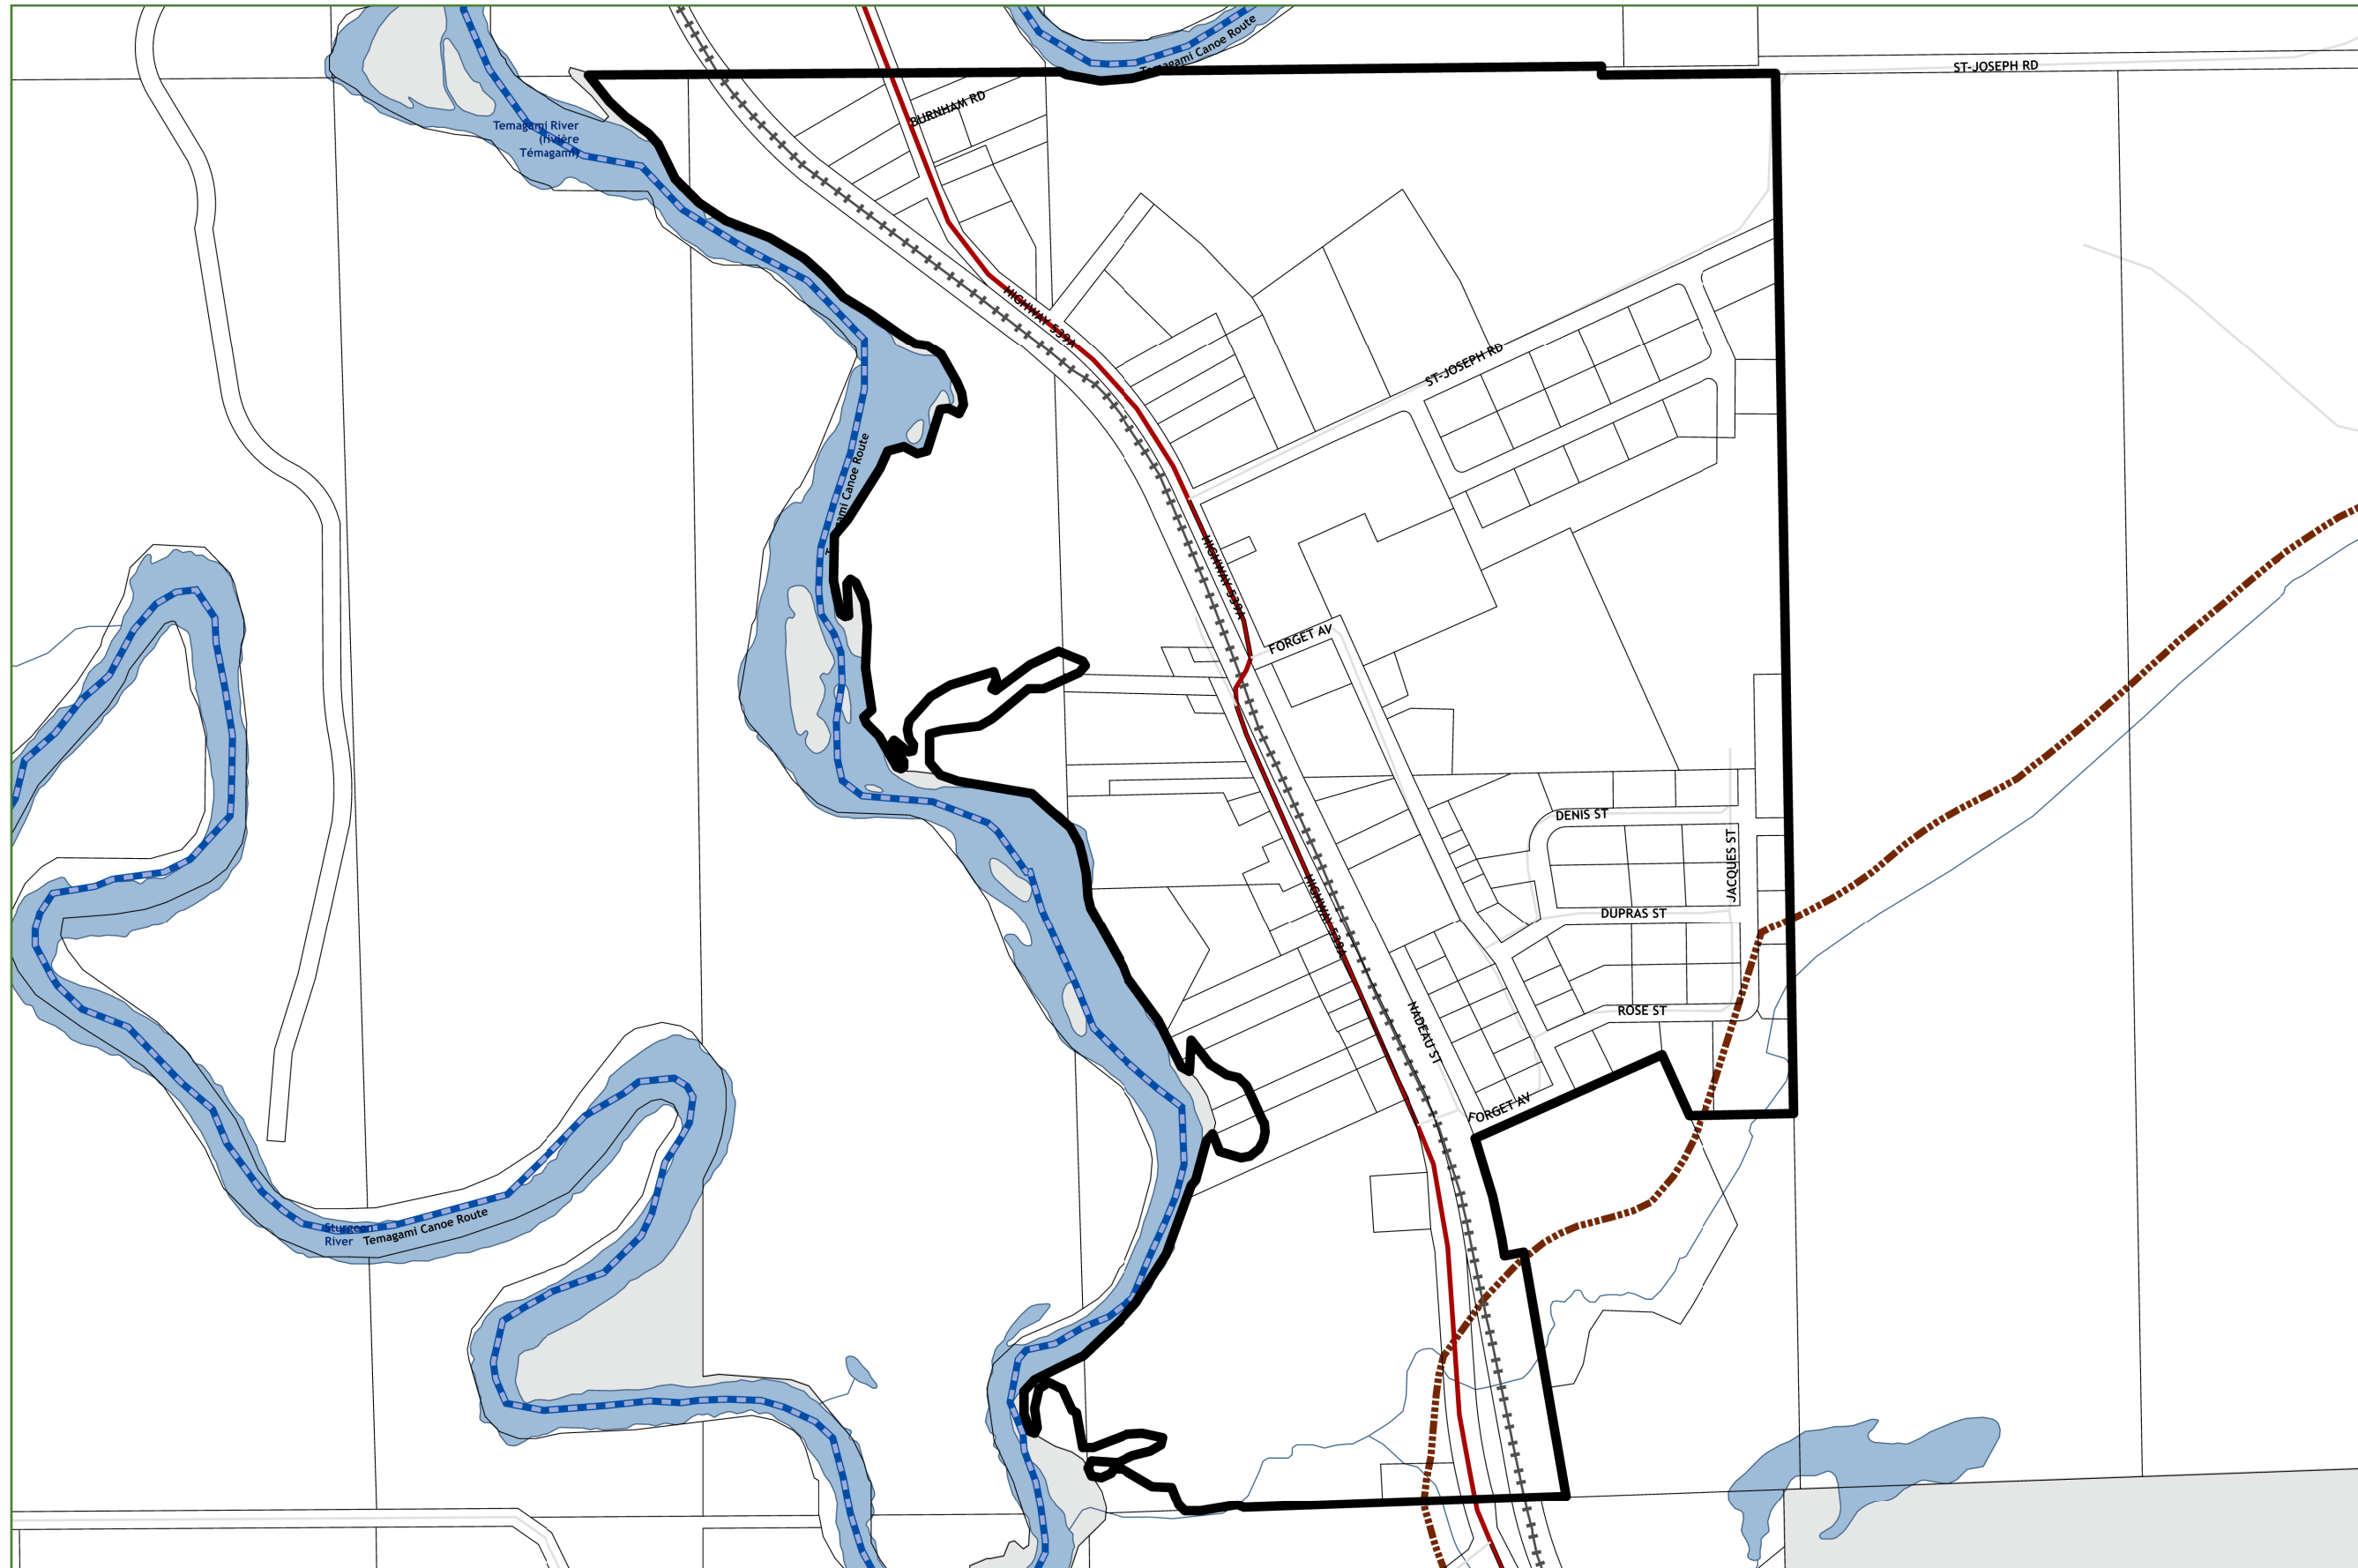 Temagami Canoe Route
ST-JOSEPH RD
BURNHAM RD
Temagami River
(rivière
Témagami)
HIGHWAY 539A
ST-JOSEPH RD
Canoe Route
HIGHWAY 539A
FORGET AV
DENIS ST
JACQUES ST
HIGHWAY 539A
DUPRAS ST
ROSE ST
NADEAU ST
FORGET AV
Sturgeon
River
Temagami Canoe Route